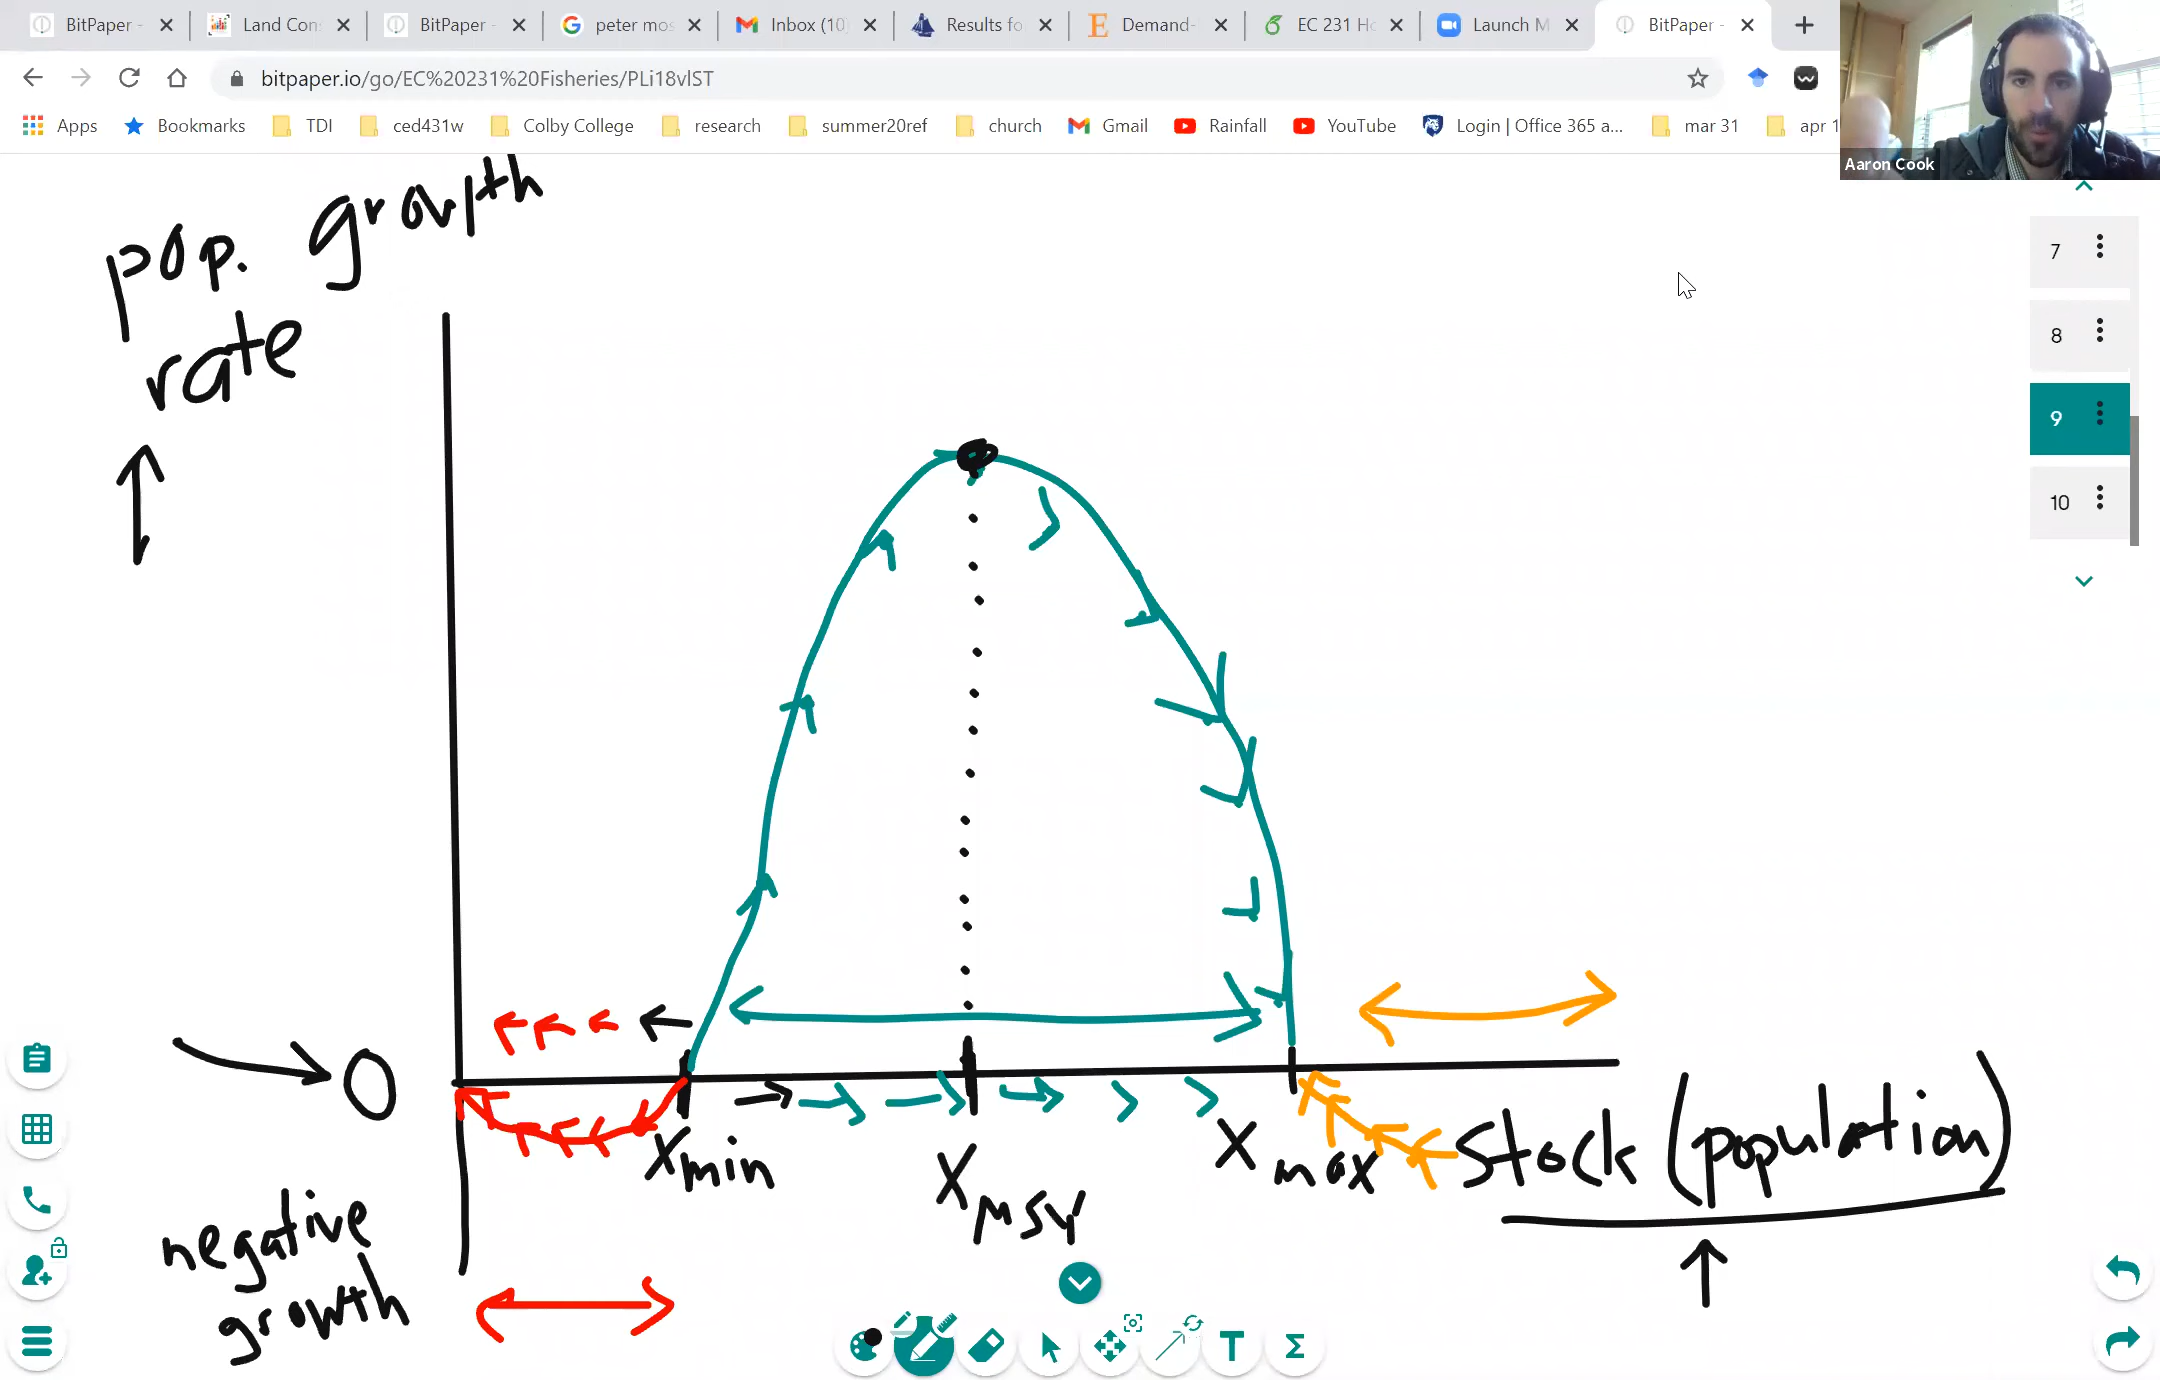 BitPaper -
Land Con
BitPaper -
peter mos
Inbox (10)
Results fo
Demand-
EC 231 Ho
Launch M
BitPaper -
bitpaper.io/go/EC%20231%20Fisheries/PLi18vlST
Apps
Bookmarks
TDI
ced431w
Colby College
research
summer20ref
church
Gmail
Rainfall
YouTube
Login | Office 365 a...
mar 31
apr 1
Aaron Cook
pop. growth
rate
7
8
9
10
0
Xmin
XMSY
Xmax
Stock (population)
negative
growth
T
Σ